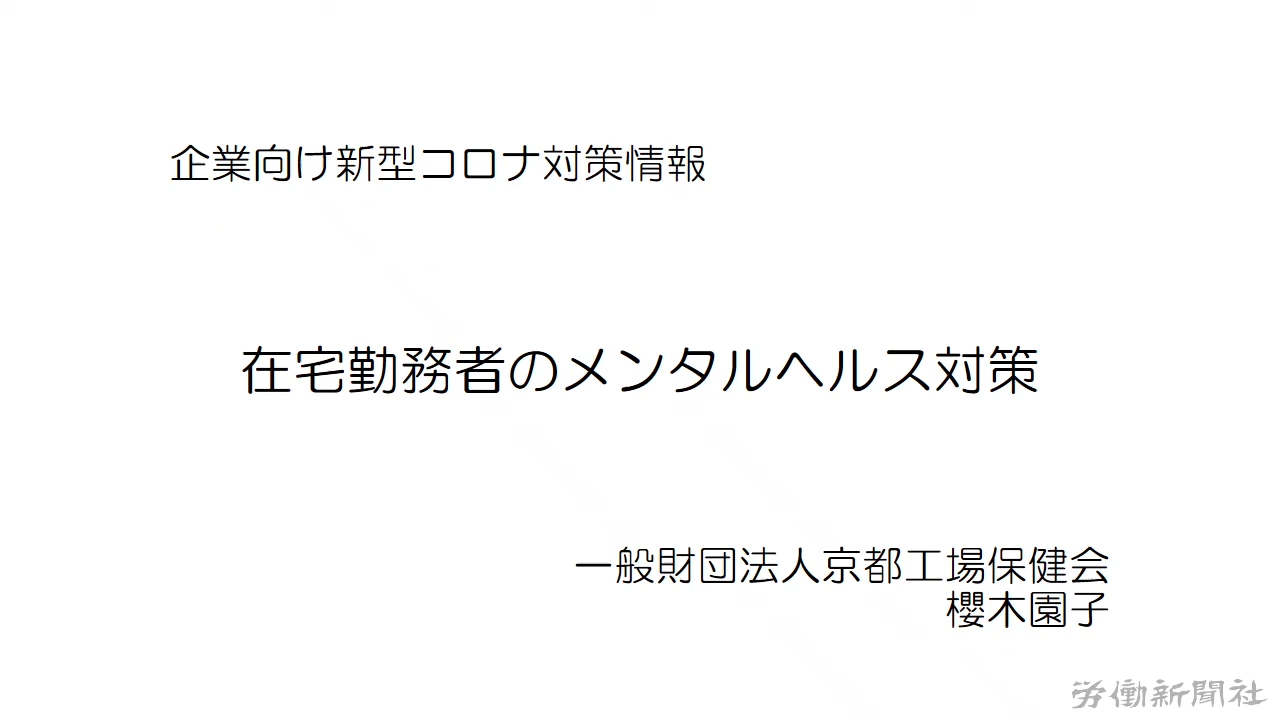 企業向け新型コロナ対策情報
在宅勤務者のメンタルヘルス対策
一般財団法人京都工場保健会
櫻木園子
労働新聞社